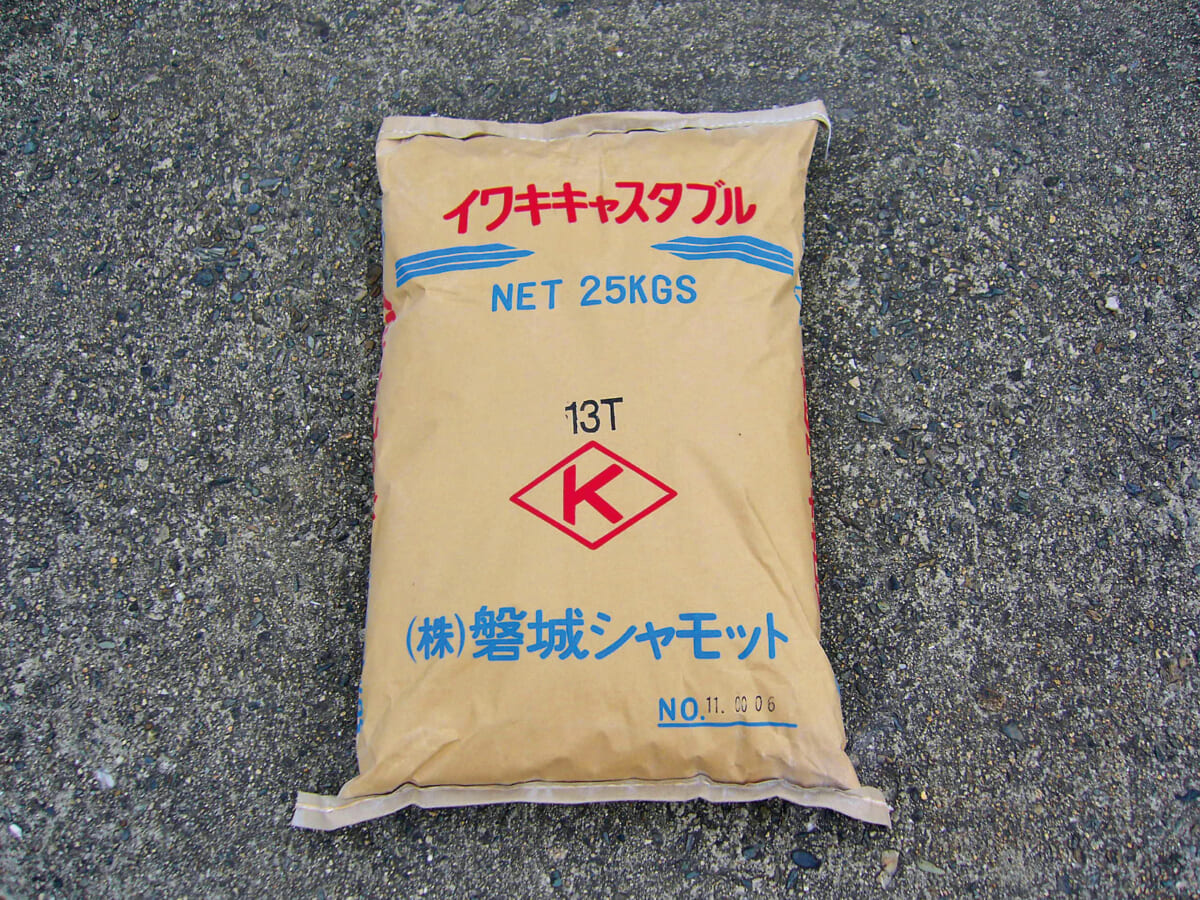 イワキキャスタブル
NET 25KGS
13T
K
(株)磐城シャモット
NO. 11. 00 06